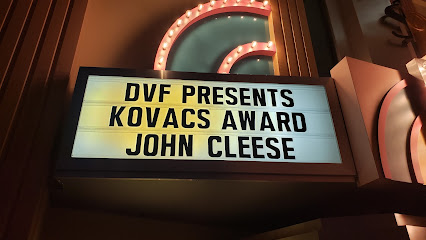 DVF PRESENTS
KOVACS AWARD
JOHN CLEESE